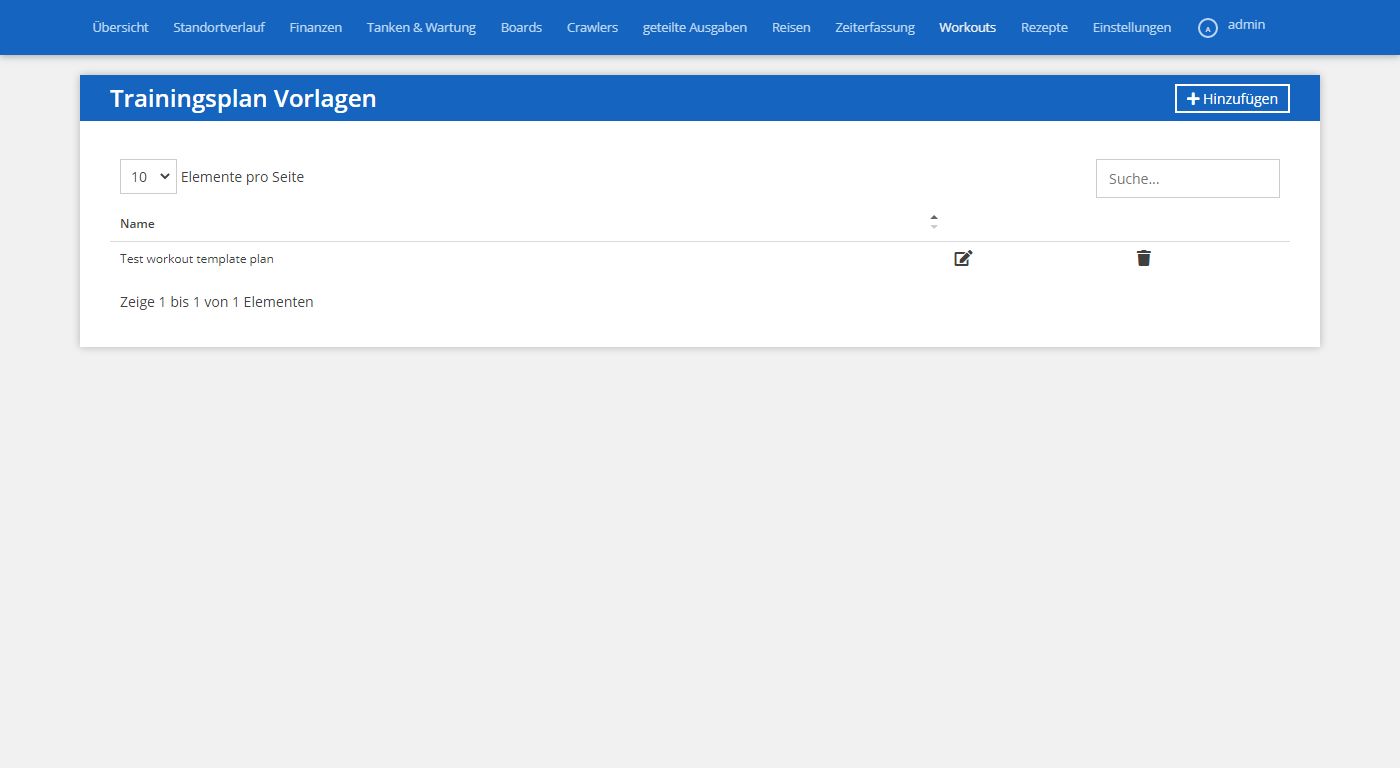 Übersicht Standortverlauf Finanzen Tanken & Wartung Boards Crawlers geteilte Ausgaben Reisen Zeiterfassung Workouts Rezepte Einstellungen A admin
Trainingsplan Vorlagen Hinzufügen
10 Elemente pro Seite Suche...
Name
Test workout template plan
Zeige 1 bis 1 von 1 Elementen